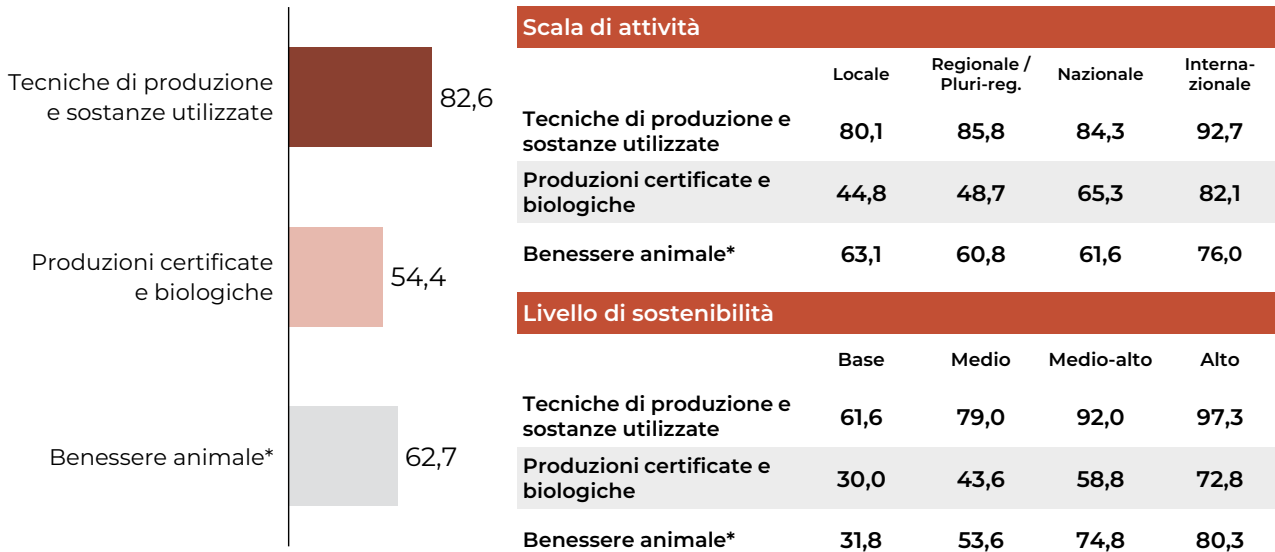 Tecniche di produzione
e sostanze utilizzate
82,6
Produzioni certificate
e biologiche
54,4
Benessere animale*
62,7
Scala di attività
Locale
Regionale /
Pluri-reg.
Nazionale
Interna-
zionale
Tecniche di produzione e
sostanze utilizzate
80,1 85,8 84,3 92,7
Produzioni certificate e
biologiche
44,8 48,7 65,3 82,1
Benessere animale* 63,1 60,8 61,6 76,0
Livello di sostenibilità
Base Medio Medio-alto Alto
Tecniche di produzione e
sostanze utilizzate
61,6 79,0 92,0 97,3
Produzioni certificate e
biologiche
30,0 43,6 58,8 72,8
Benessere animale* 31,8 53,6 74,8 80,3